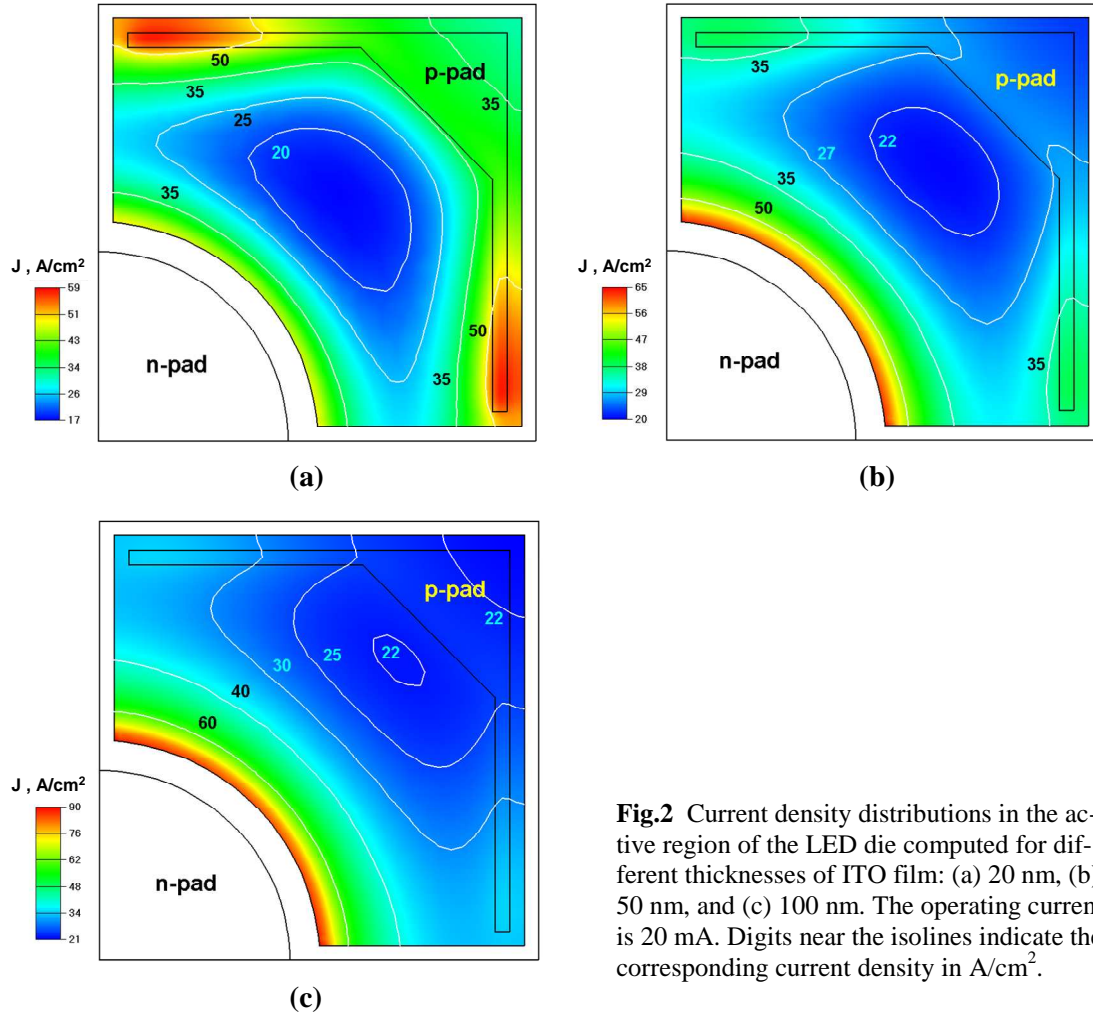 50
p-pad
35
35
25
20
35
J , A/cm²
59
51
43
34
26
17
n-pad
50
35
(a)
35
p-pad
22
27
35
50
J , A/cm²
65
56
47
38
29
20
n-pad
35
(b)
p-pad
22
22
25
30
40
60
J , A/cm²
90
76
62
48
34
21
n-pad
(c)
Fig.2 Current density distributions in the ac-
tive region of the LED die computed for dif-
ferent thicknesses of ITO film: (a) 20 nm, (b)
50 nm, and (c) 100 nm. The operating curren
is 20 mA. Digits near the isolines indicate the
corresponding current density in A/cm².